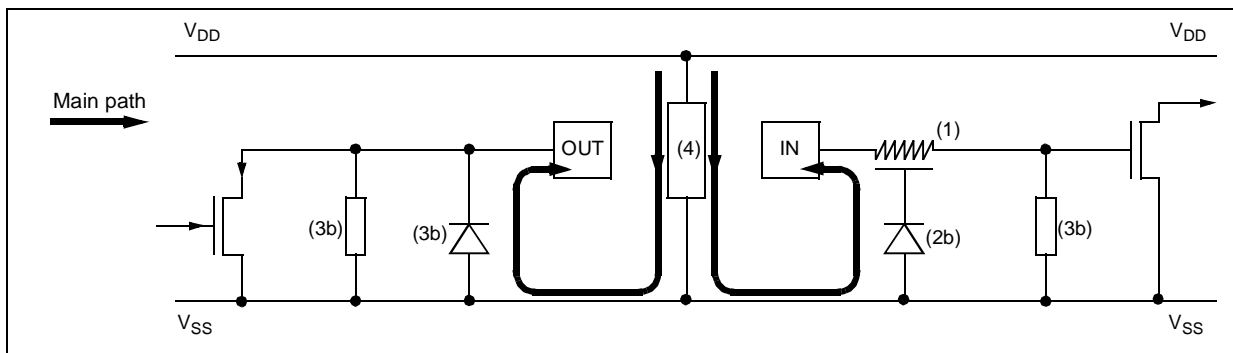 VDD
VDD
Main path
OUT
(4)
IN
(1)
(3b)
(3b)
(2b)
(3b)
VSS
VSS